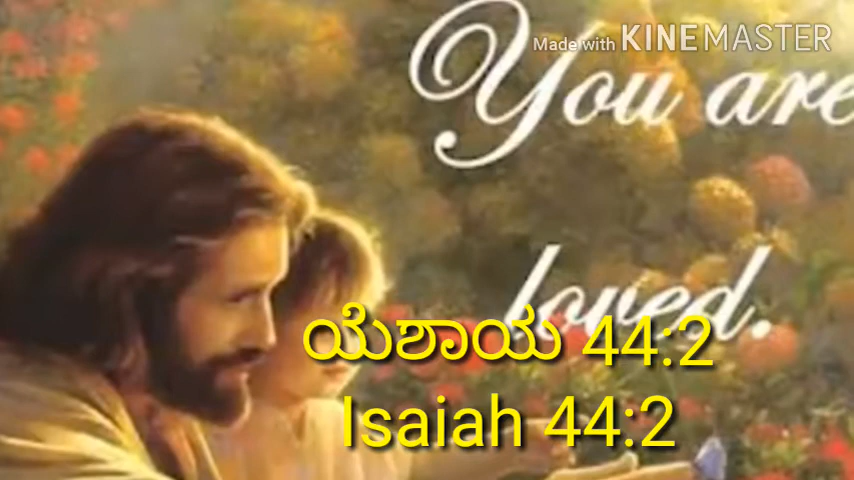 Made with KINEMASTER
You are
loved.
ಯೆಶಾಯ 44:2
Isaiah 44:2